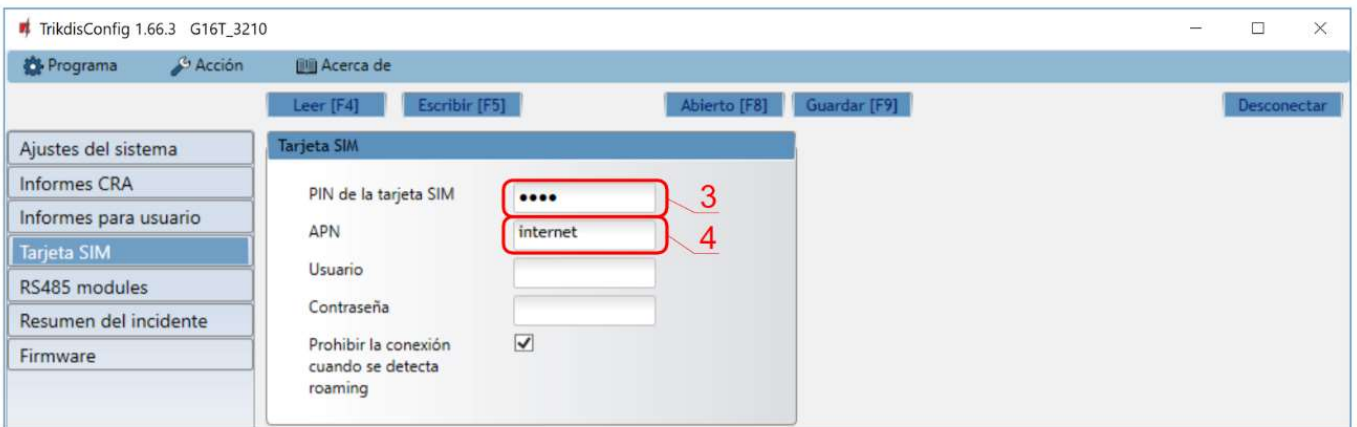 TrikdisConfig 1.66.3 G16T_3210
Programa Acción Acerca de
Leer [F4] Escribir [F5] Abierto [F8] Guardar [F9] Desconectar
Ajustes del sistema
Informes CRA
Informes para usuario
Tarjeta SIM
RS485 modules
Resumen del incidente
Firmware
Tarjeta SIM
PIN de la tarjeta SIM •••• 3
APN internet 4
Usuario
Contraseña
Prohibir la conexión
cuando se detecta
roaming